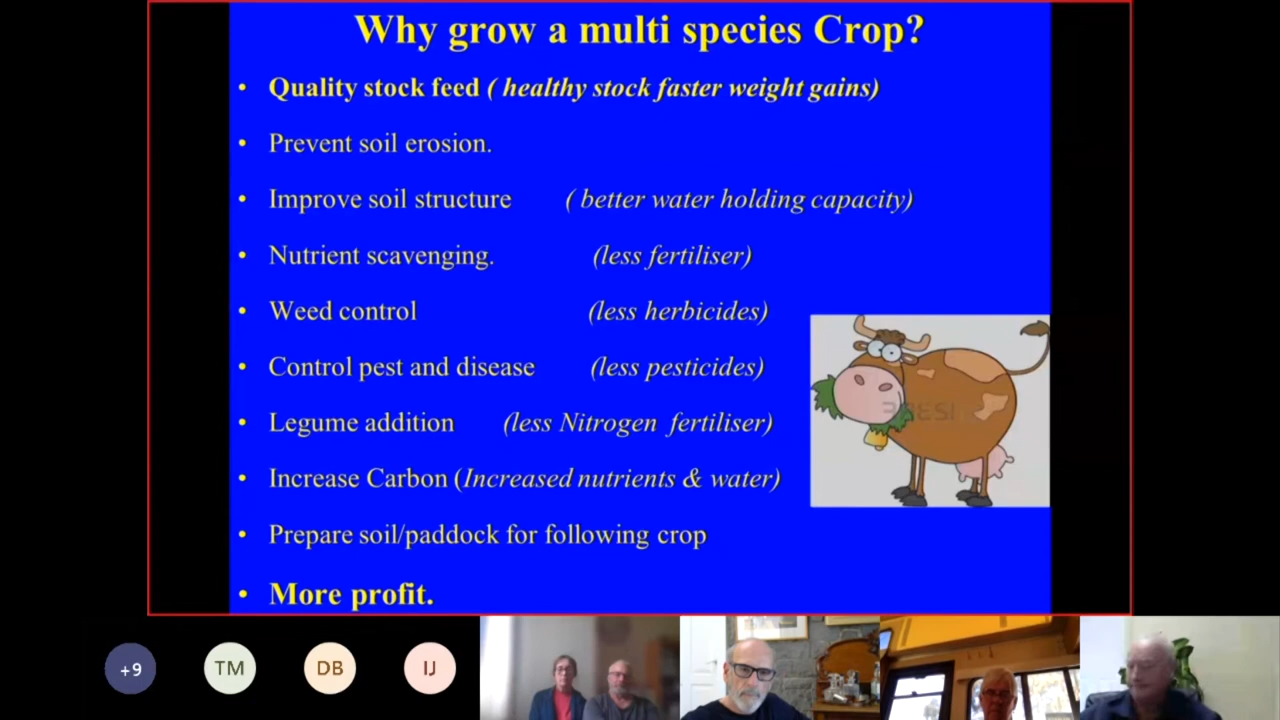 Why grow a multi species Crop?
• Quality stock feed ( healthy stock faster weight gains)
• Prevent soil erosion.
• Improve soil structure ( better water holding capacity)
• Nutrient scavenging. (less fertiliser)
• Weed control (less herbicides)
• Control pest and disease (less pesticides)
• Legume addition (less Nitrogen fertiliser)
• Increase Carbon (Increased nutrients & water)
• Prepare soil/paddock for following crop
• More profit.
+9 TM DB IJ